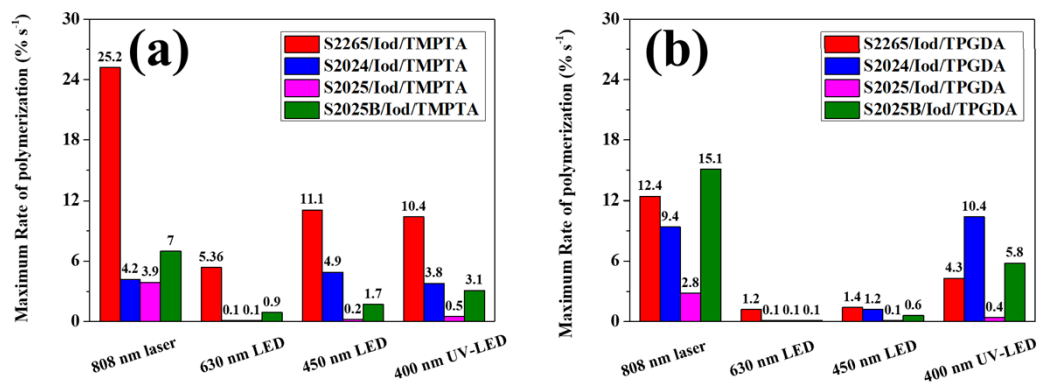 (a)
Maximum Rate of polymerization (% s-1)
30
24
18
12
6
0
S2265/Iod/TMPTA
S2024/Iod/TMPTA
S2025/Iod/TMPTA
S2025B/Iod/TMPTA
25.2
4.2
3.9
7
5.36
0.1
0.1
0.9
11.1
4.9
0.2
1.7
10.4
3.8
0.5
3.1
808 nm laser
630 nm LED
450 nm LED
400 nm UV-LED
(b)
Maximum Rate of polymerization (% s-1)
30
24
18
12
6
0
S2265/Iod/TPGDA
S2024/Iod/TPGDA
S2025/Iod/TPGDA
S2025B/Iod/TPGDA
12.4
9.4
2.8
15.1
1.2
0.1
0.1
0.1
1.4
1.2
0.1
0.6
4.3
10.4
0.4
5.8
808 nm laser
630 nm LED
450 nm LED
400 nm UV-LED